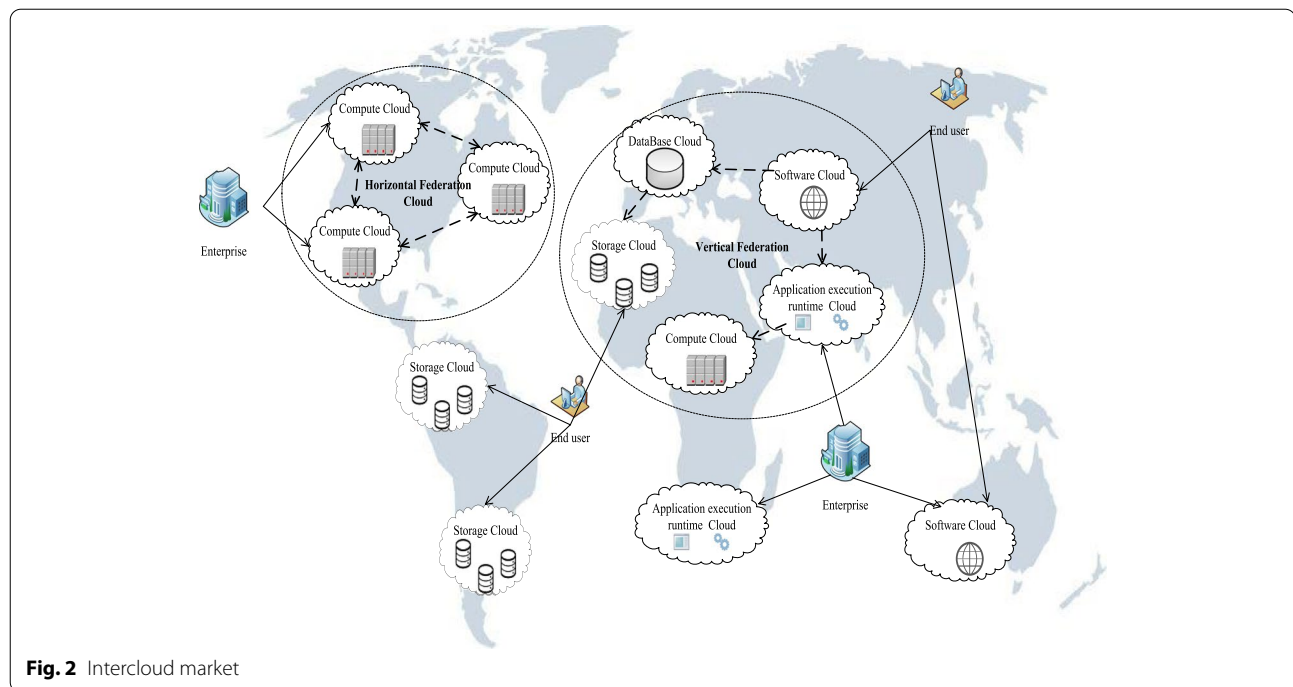 Compute Cloud
Compute Cloud
Horizontal Federation
Cloud
Compute Cloud
Enterprise
End user
DataBase Cloud
Software Cloud
Storage Cloud
Vertical Federation
Cloud
Application execution
runtime Cloud
Compute Cloud
Storage Cloud
End user
Enterprise
Storage Cloud
Application execution
runtime Cloud
Software Cloud
Fig. 2 Intercloud market